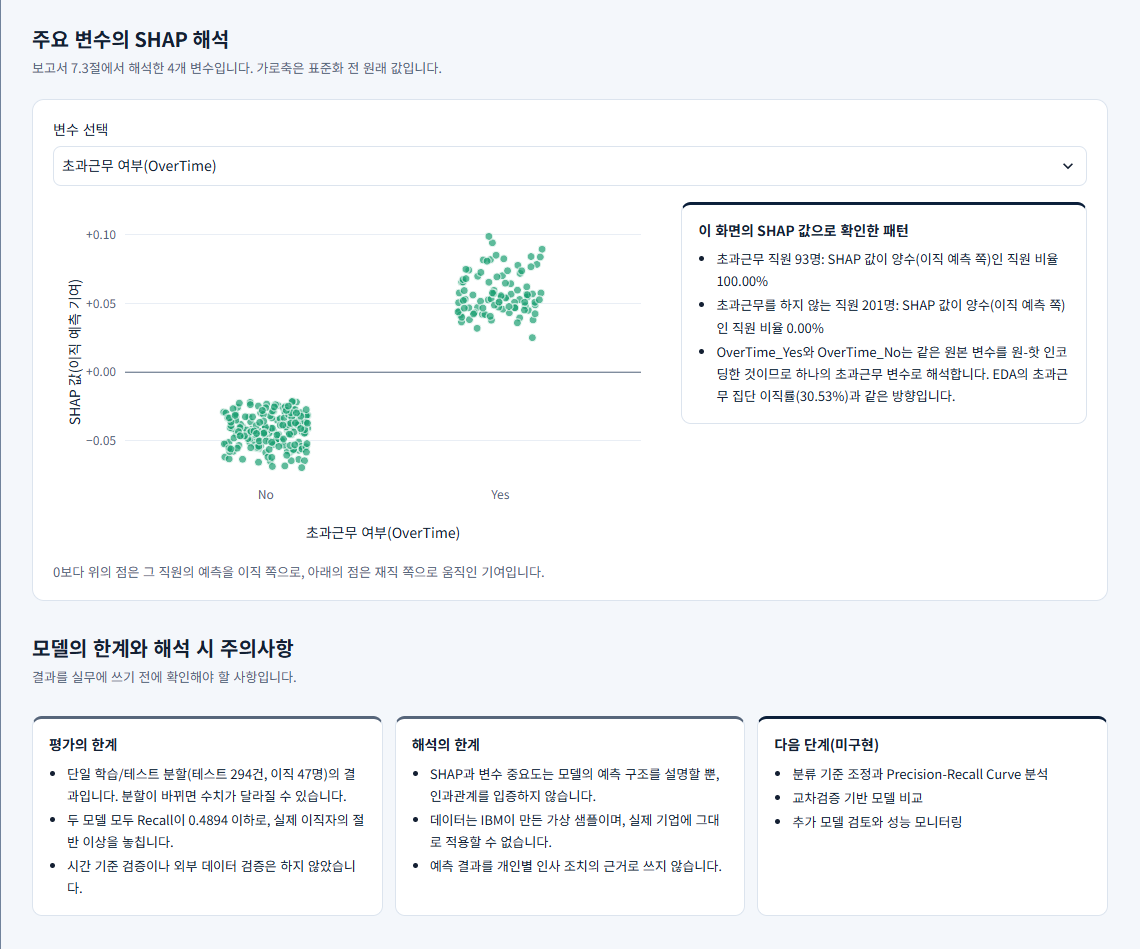 주요 변수의 SHAP 해석
보고서 7.3절에서 해석한 4개 변수입니다. 가로축은 표준화 전 원래 값입니다.
변수 선택
초과근무 여부(OverTime)
SHAP 값(이직 예측 기여)
+0.10
+0.05
+0.00
−0.05
No
Yes
초과근무 여부(OverTime)
0보다 위의 점은 그 직원의 예측을 이직 쪽으로, 아래의 점은 재직 쪽으로 움직인 기여입니다.
이 화면의 SHAP 값으로 확인한 패턴
초과근무 직원 93명: SHAP 값이 양수(이직 예측 쪽)인 직원 비율
100.00%
초과근무를 하지 않는 직원 201명: SHAP 값이 양수(이직 예측 쪽)
인 직원 비율 0.00%
OverTime_Yes와 OverTime_No는 같은 원본 변수를 원-핫 인코
딩한 것이므로 하나의 초과근무 변수로 해석합니다. EDA의 초과근
무 집단 이직률(30.53%)과 같은 방향입니다.
모델의 한계와 해석 시 주의사항
결과를 실무에 쓰기 전에 확인해야 할 사항입니다.
평가의 한계
단일 학습/테스트 분할(테스트 294건, 이직 47명)의 결
과입니다. 분할이 바뀌면 수치가 달라질 수 있습니다.
두 모델 모두 Recall이 0.4894 이하로, 실제 이직자의 절
반 이상을 놓칩니다.
시간 기준 검증이나 외부 데이터 검증은 하지 않았습니
다.
해석의 한계
SHAP과 변수 중요도는 모델의 예측 구조를 설명할 뿐,
인과관계를 입증하지 않습니다.
데이터는 IBM이 만든 가상 샘플이며, 실제 기업에 그대
로 적용할 수 없습니다.
예측 결과를 개인별 인사 조치의 근거로 쓰지 않습니다.
다음 단계(미구현)
분류 기준 조정과 Precision-Recall Curve 분석
교차검증 기반 모델 비교
추가 모델 검토와 성능 모니터링